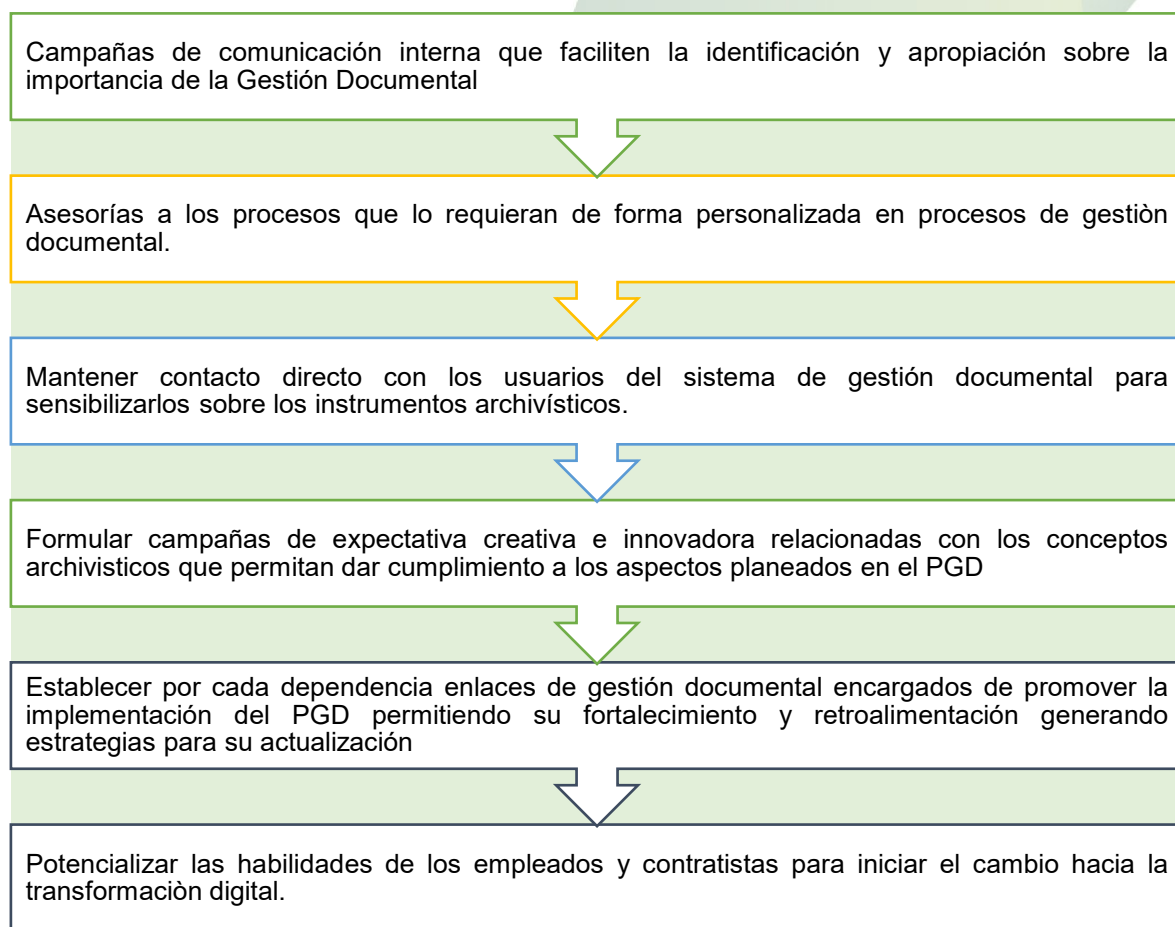 Campañas de comunicación interna que faciliten la identificación y apropiación sobre la
importancia de la Gestión Documental
Asesorías a los procesos que lo requieran de forma personalizada en procesos de gestiòn
documental.
Mantener contacto directo con los usuarios del sistema de gestión documental para
sensibilizarlos sobre los instrumentos archivísticos.
Formular campañas de expectativa creativa e innovadora relacionadas con los conceptos
archivisticos que permitan dar cumplimiento a los aspectos planeados en el PGD
Establecer por cada dependencia enlaces de gestión documental encargados de promover la
implementación del PGD permitiendo su fortalecimiento y retroalimentación generando
estrategias para su actualización
Potencializar las habilidades de los empleados y contratistas para iniciar el cambio hacia la
transformaciòn digital.